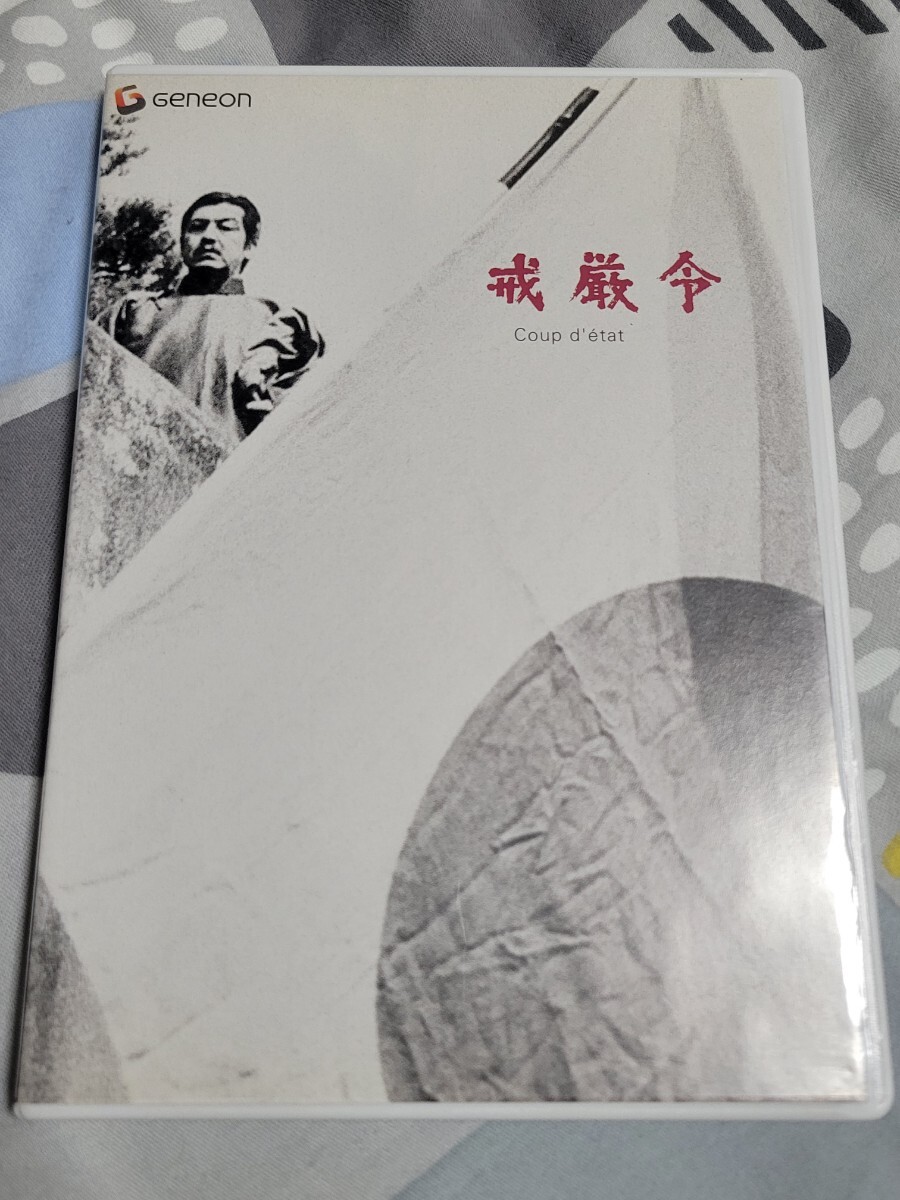 Geneon
戒厳令
Coup d'état